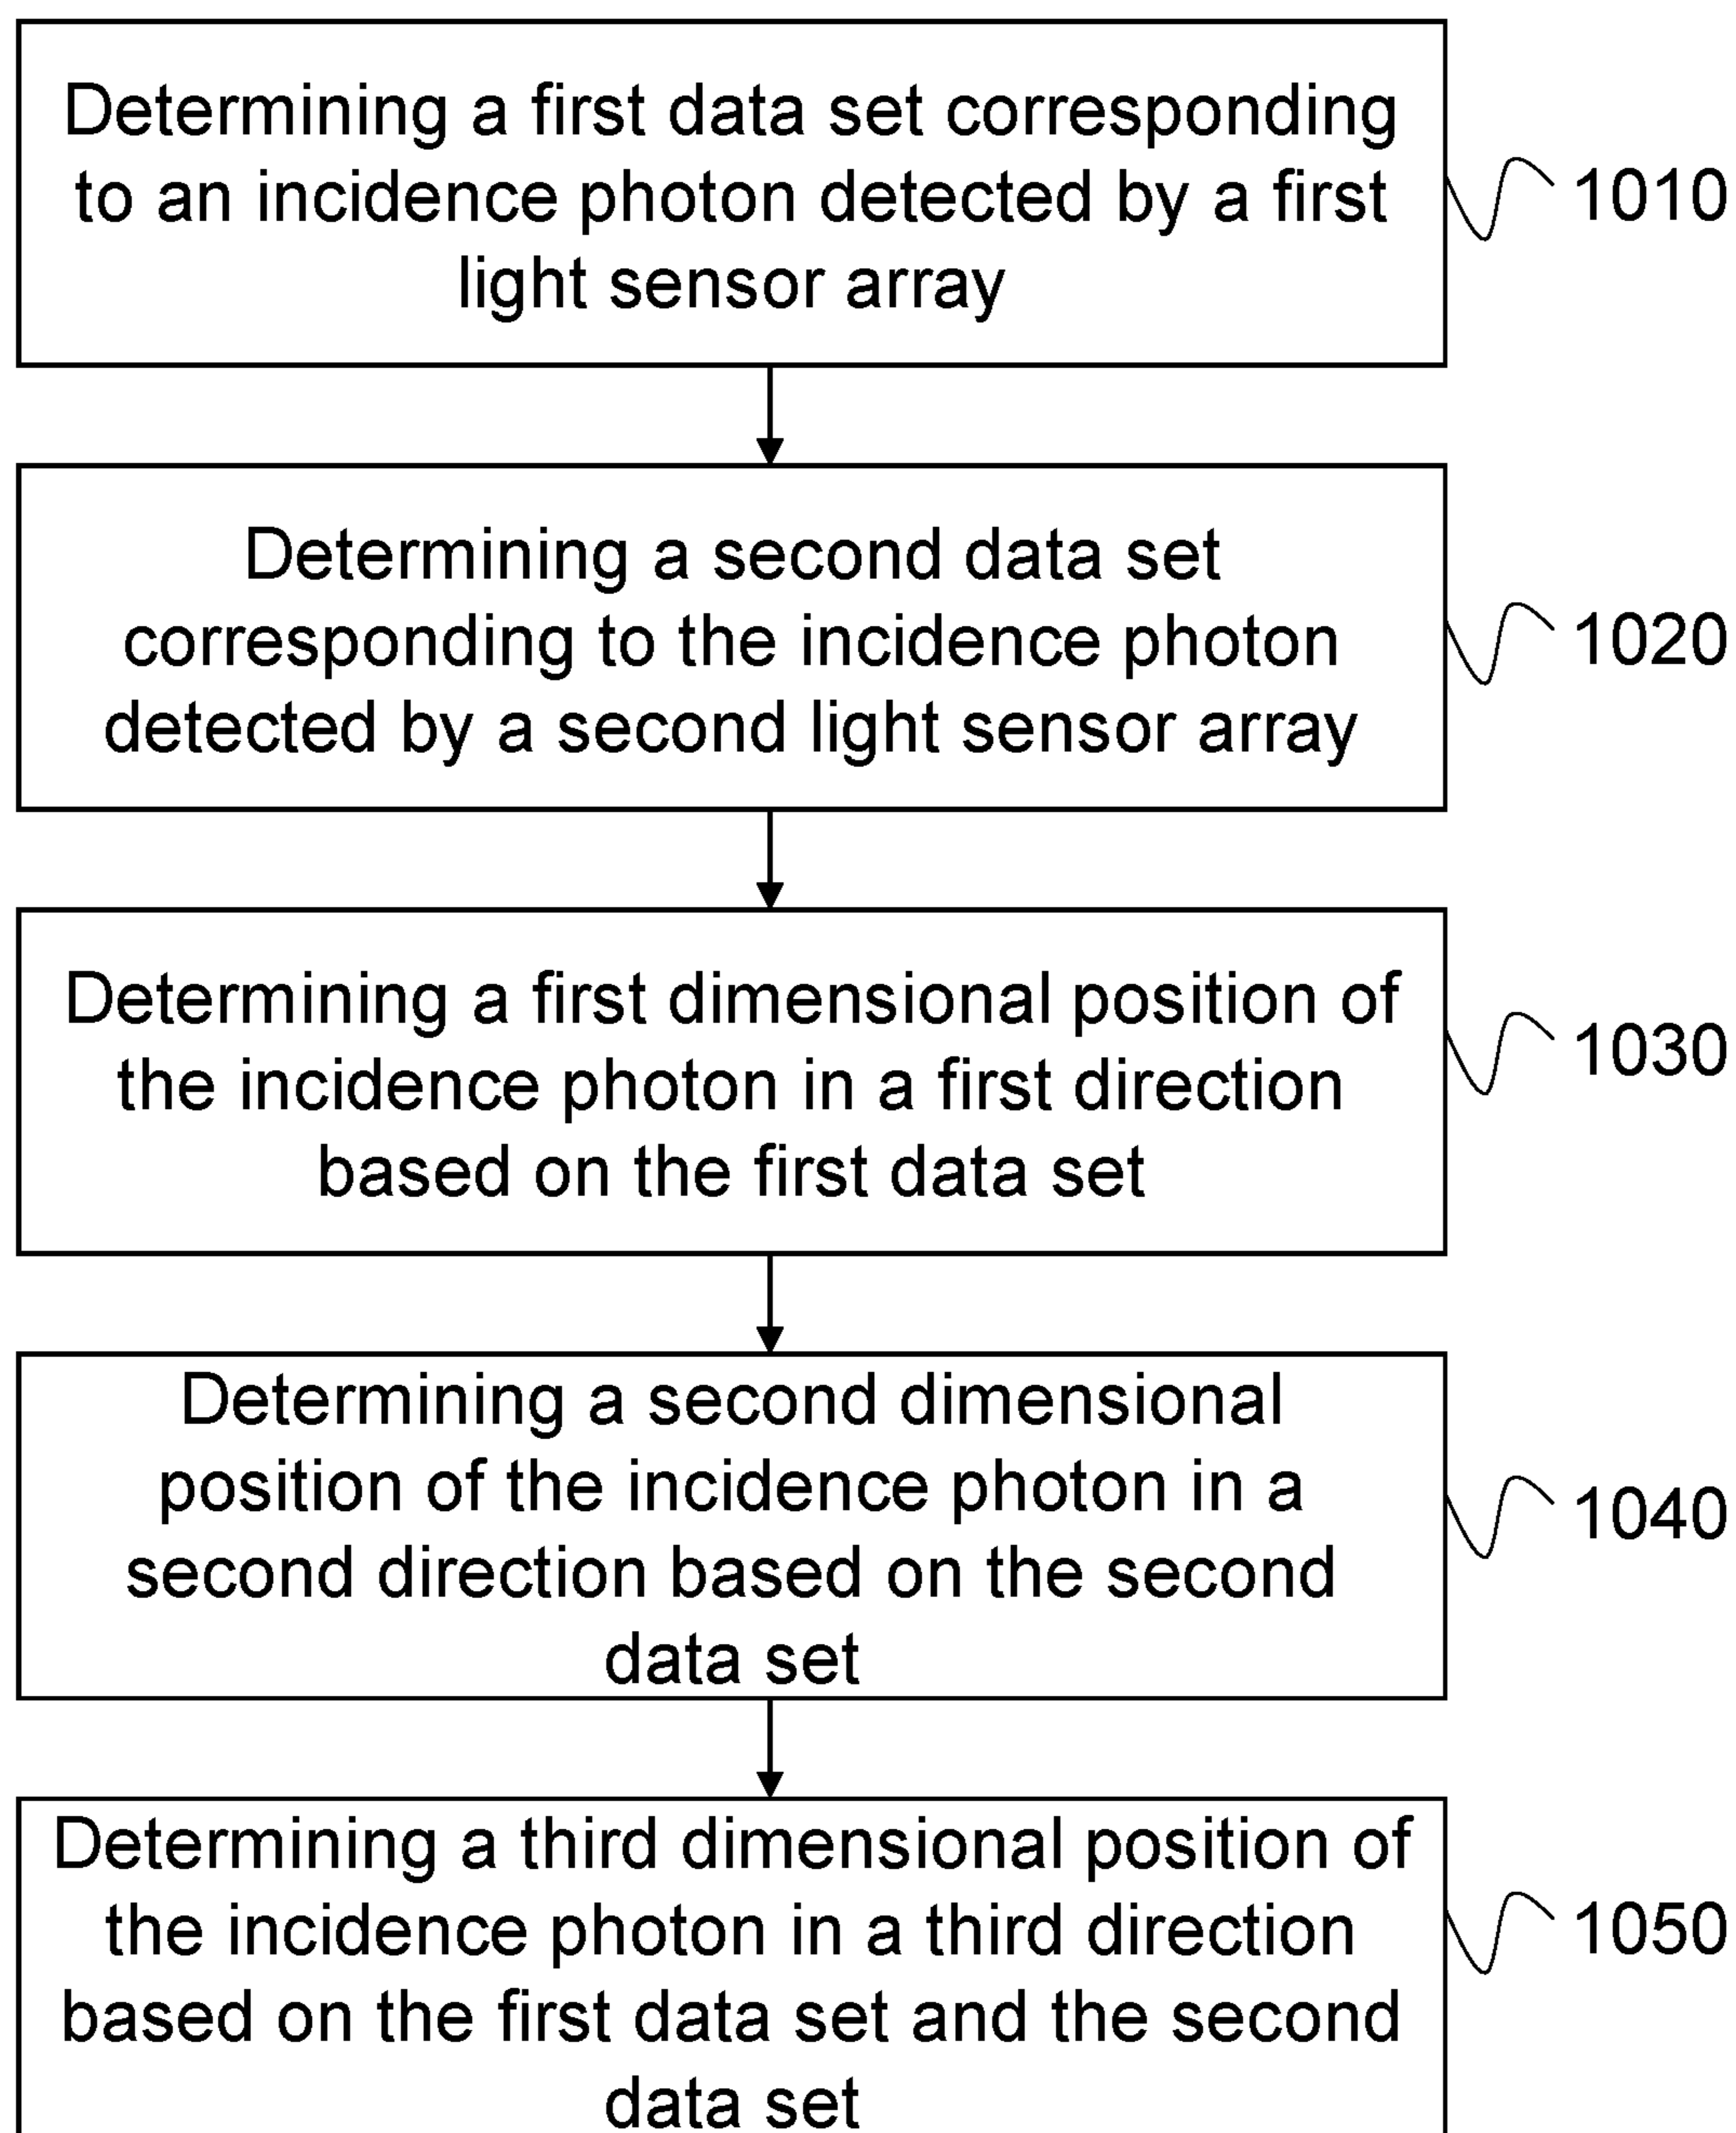 Determining a first data set corresponding
to an incidence photon detected by a first
light sensor array
1010
Determining a second data set
corresponding to the incidence photon
detected by a second light sensor array
1020
Determining a first dimensional position of
the incidence photon in a first direction
based on the first data set
1030
Determining a second dimensional
position of the incidence photon in a
second direction based on the second
data set
1040
Determining a third dimensional position of
the incidence photon in a third direction
based on the first data set and the second
data set
1050